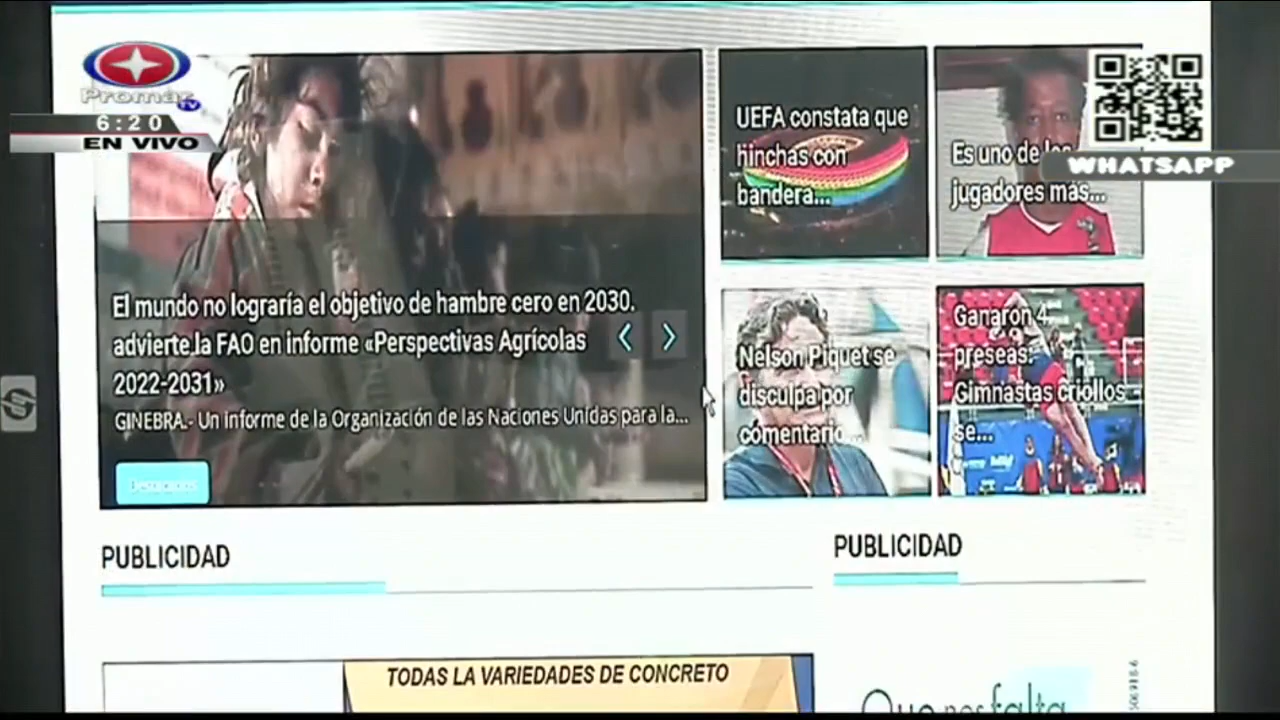 Promar TV
6:20
EN VIVO
WHATSAPP
El mundo no lograría el objetivo de hambre cero en 2030,
advierte la FAO en informe «Perspectivas Agrícolas
2022-2031»
GINEBRA.- Un informe de la Organización de las Naciones Unidas para la...
UEFA constata que
hinchas con
bandera...
Es uno de los
jugadores más...
Nelson Piquet se
disculpa por
comentario...
Ganaron 4
preseas:
Gimnastas criollos
se...
PUBLICIDAD
PUBLICIDAD
TODAS LA VARIEDADES DE CONCRETO
Que nos falta